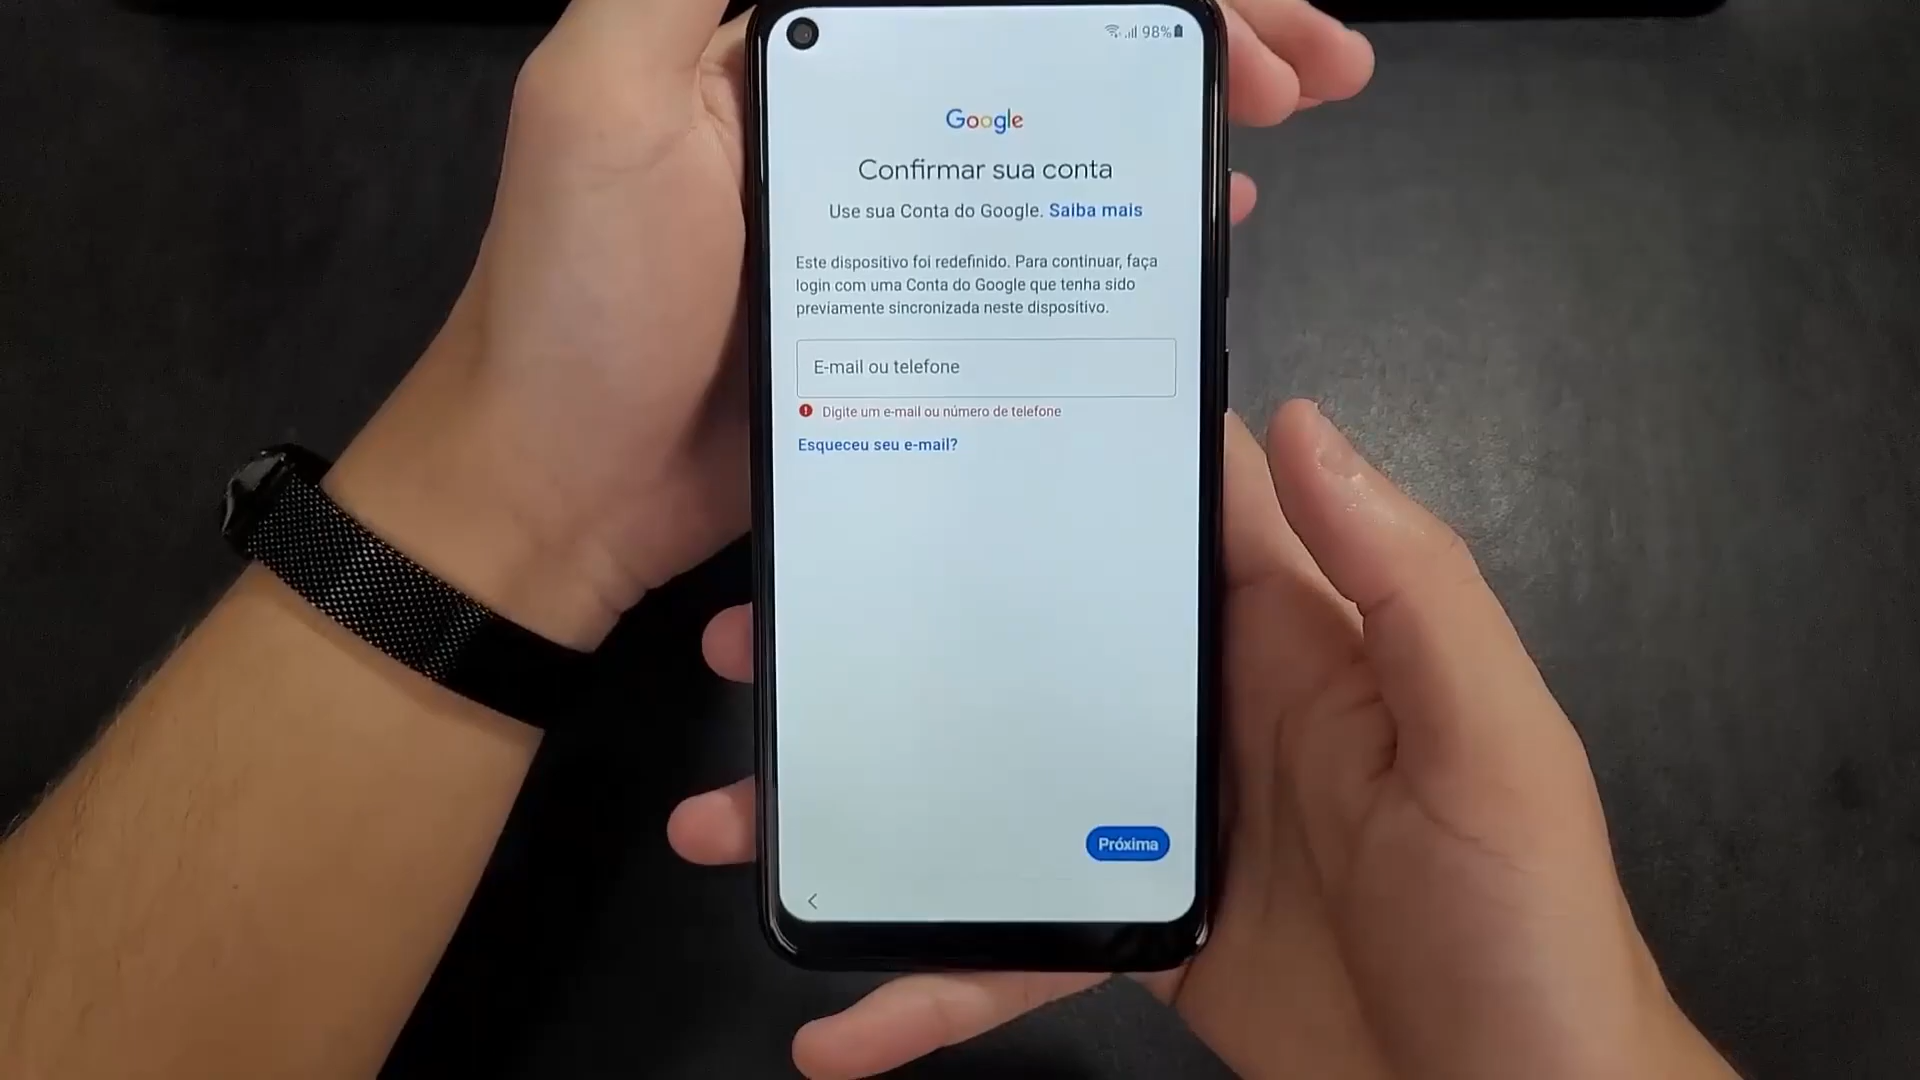 98%
Google
Confirmar sua conta
Use sua Conta do Google. Saiba mais
Este dispositivo foi redefinido. Para continuar, faça
login com uma Conta do Google que tenha sido
previamente sincronizada neste dispositivo.
E-mail ou telefone
Digite um e-mail ou número de telefone
Esqueceu seu e-mail?
Próxima